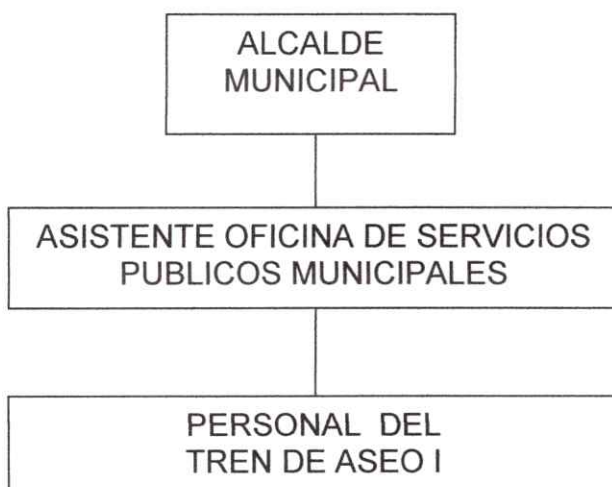 ALCALDE
MUNICIPAL
ASISTENTE OFICINA DE SERVICIOS
PUBLICOS MUNICIPALES
PERSONAL DEL
TREN DE ASEO I